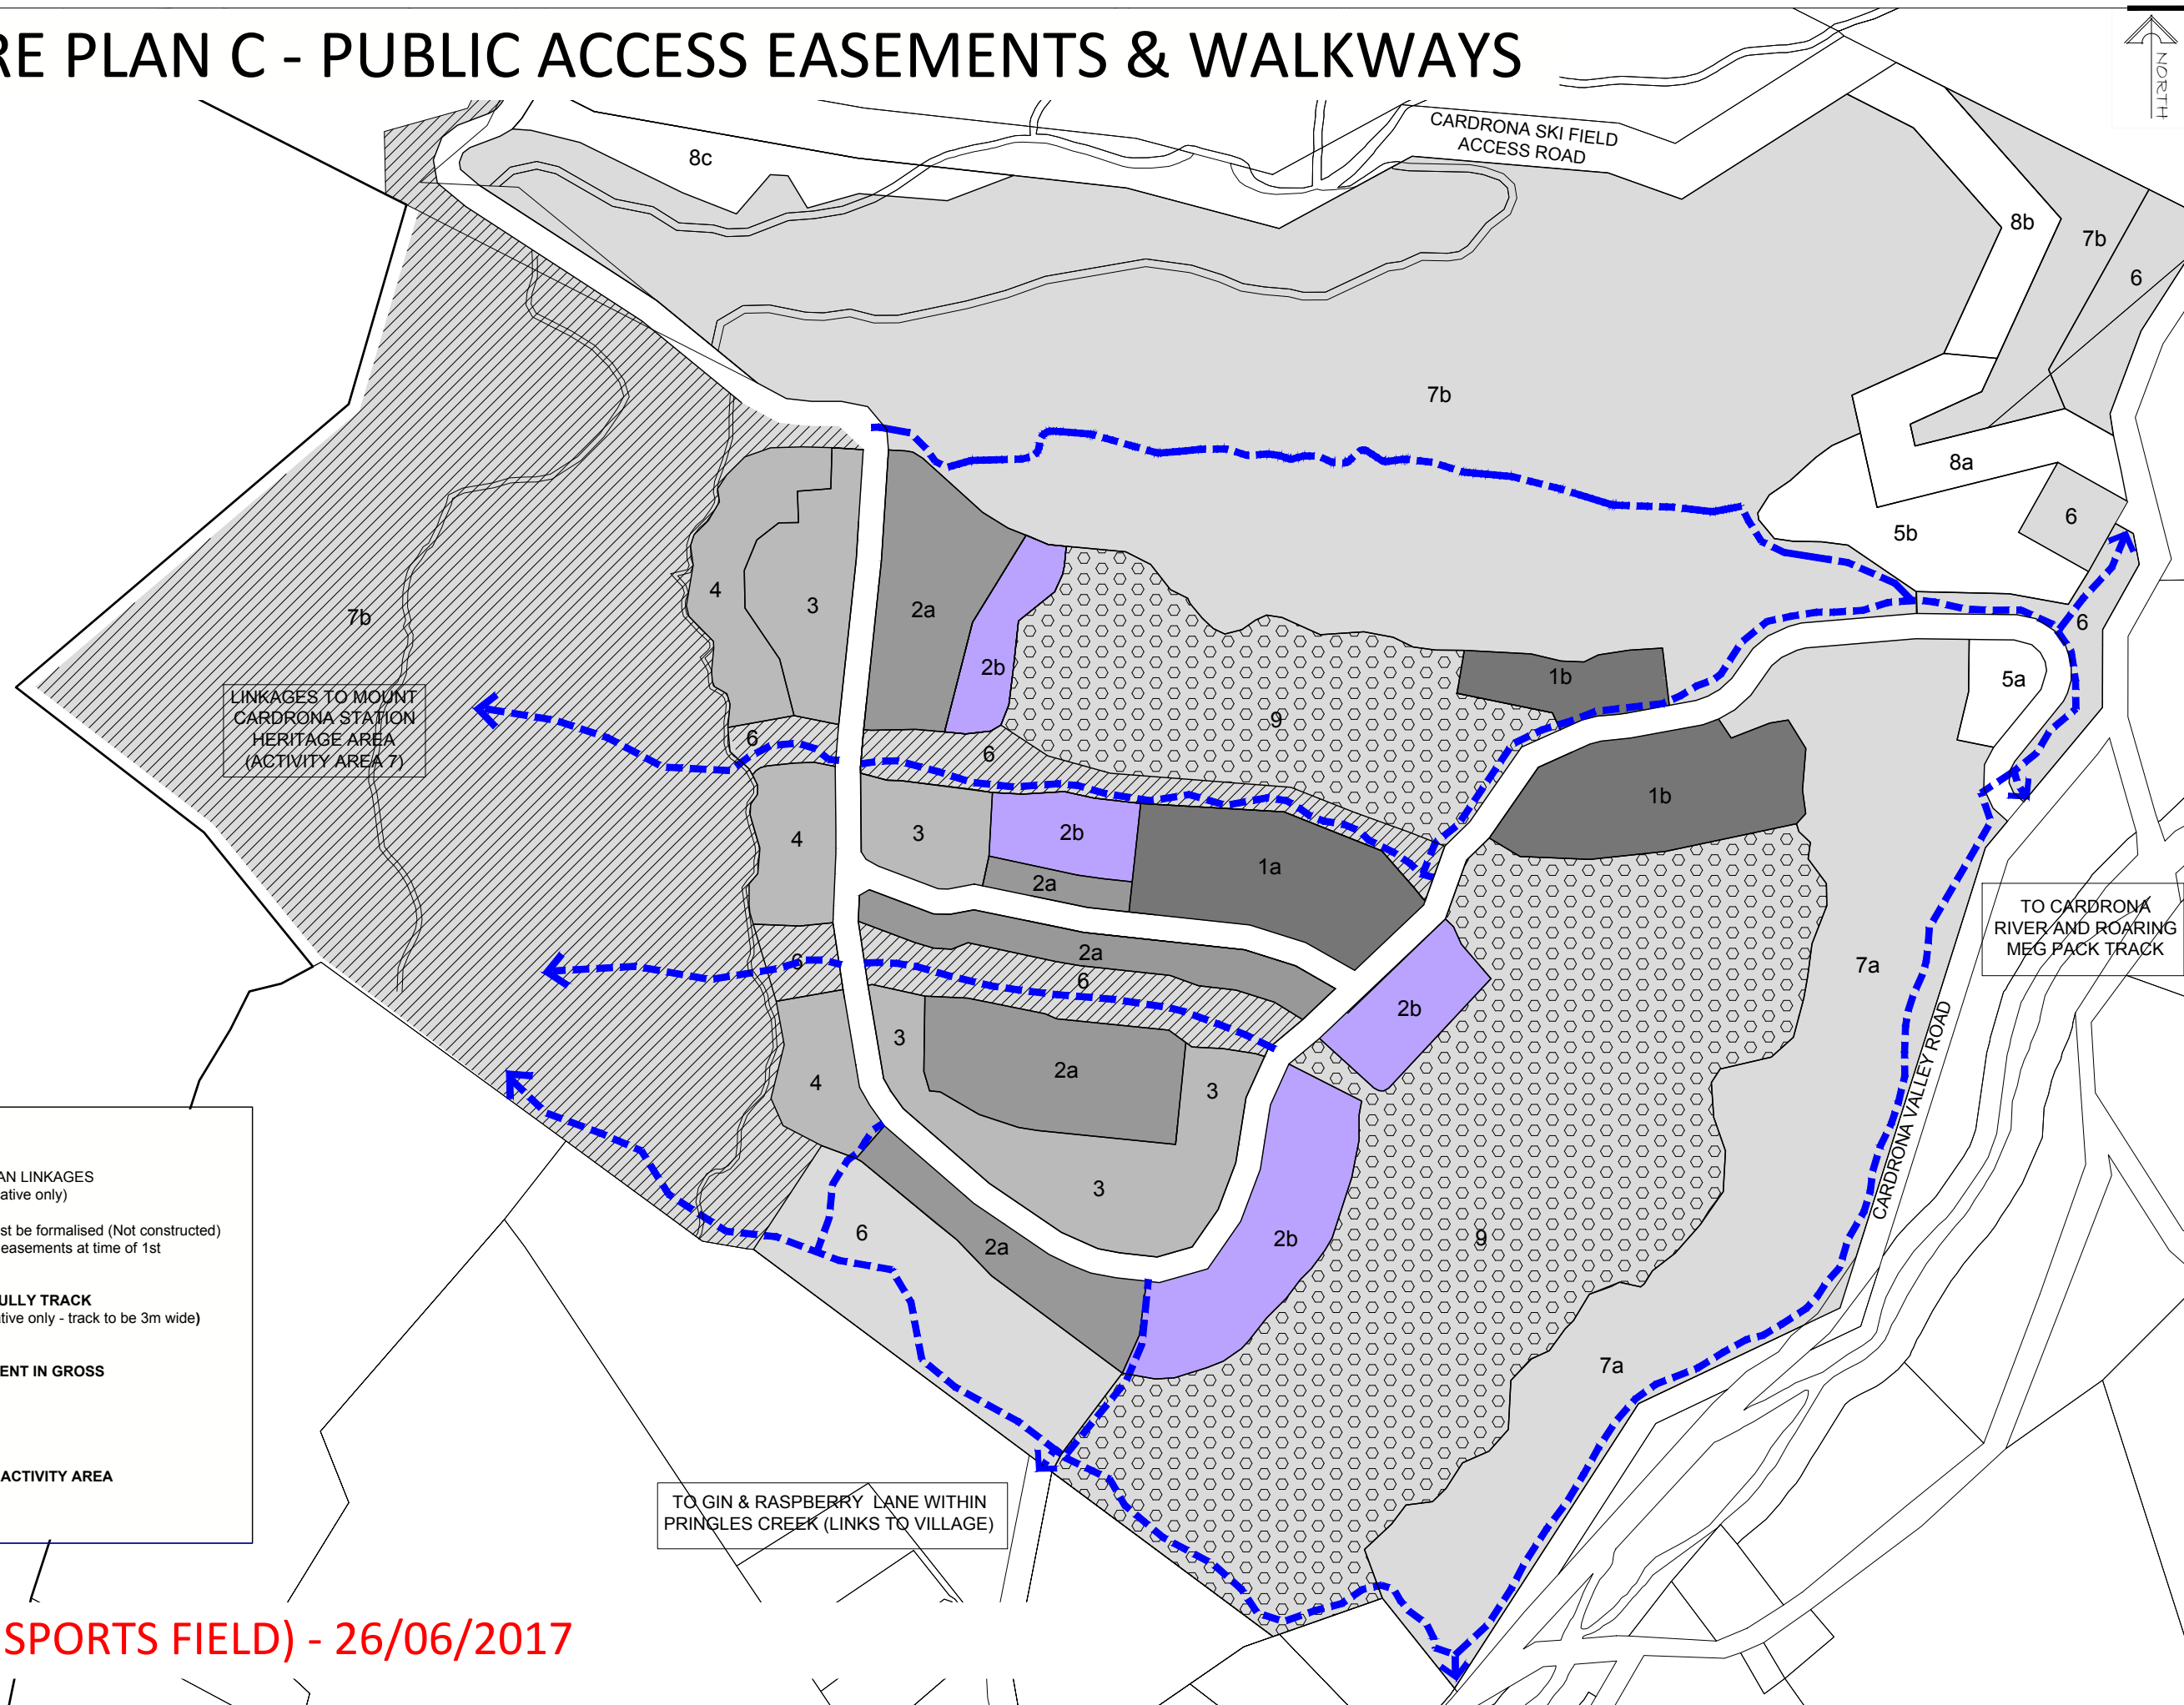 RE PLAN C - PUBLIC ACCESS EASEMENTS & WALKWAYS
NORTH
CARDRONA SKI FIELD
ACCESS ROAD
8c
8b
7b
6
7b
8a
6
5b
4
3
2a
2b
7b
1b
6
5a
9
LINKAGES TO MOUNT
CARDRONA STATION
HERITAGE AREA
(ACTIVITY AREA 7)
6
6
1b
4
3
2b
1a
2a
TO CARDRONA
RIVER AND ROARING
MEG PACK TRACK
2a
7a
6
6
2b
3
2a
4
3
CARDRONA VALLEY ROAD
3
6
2a
2b
9
7a
AN LINKAGES
ative only)
st be formalised (Not constructed)
easements at time of 1st
ULLY TRACK
tive only - track to be 3m wide)
ENT IN GROSS
ACTIVITY AREA
TO GIN & RASPBERRY LANE WITHIN
PRINGLES CREEK (LINKS TO VILLAGE)
SPORTS FIELD) - 26/06/2017